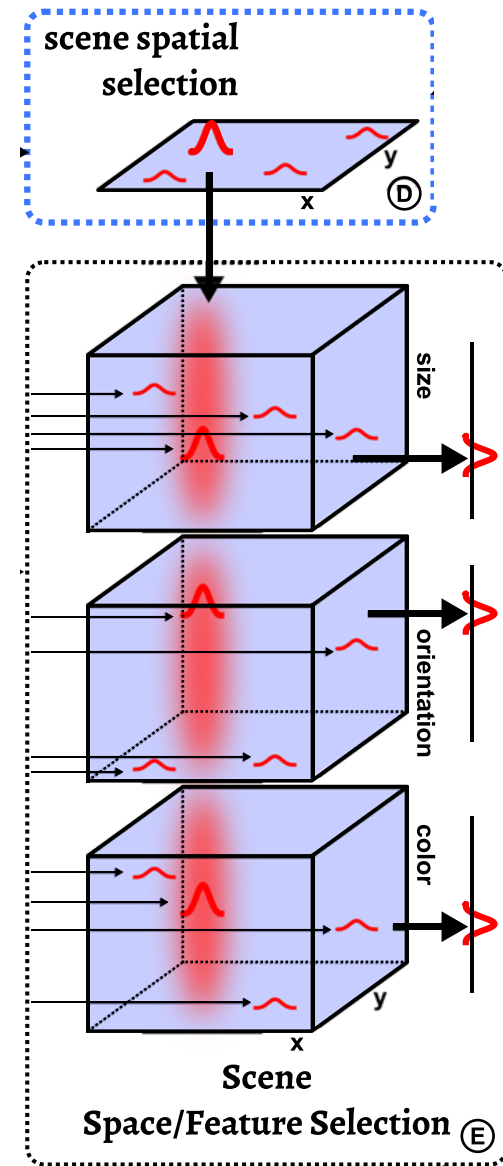 scene spatial
selection
y
x
D
size
orientation
color
y
x
Scene
Space/Feature Selection
E